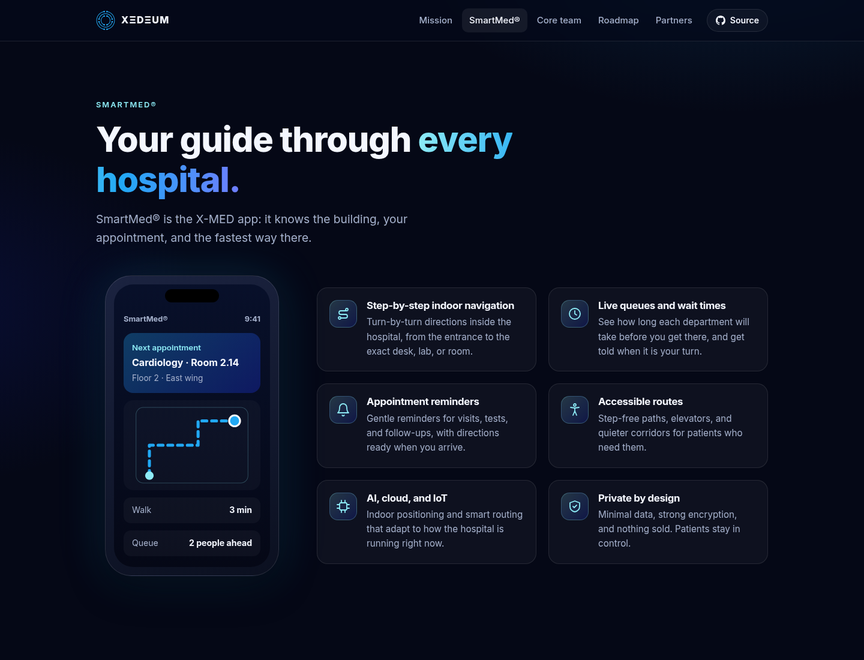 XΞDΞUM
Mission
SmartMed®
Core team
Roadmap
Partners
Source
SMARTMED®
Your guide through every
hospital.
SmartMed® is the X-MED app: it knows the building, your
appointment, and the fastest way there.
SmartMed®
9:41
Next appointment
Cardiology · Room 2.14
Floor 2 · East wing
Walk
3 min
Queue
2 people ahead
Step-by-step indoor navigation
Turn-by-turn directions inside the
hospital, from the entrance to the
exact desk, lab, or room.
Live queues and wait times
See how long each department will
take before you get there, and get
told when it is your turn.
Appointment reminders
Gentle reminders for visits, tests,
and follow-ups, with directions
ready when you arrive.
Accessible routes
Step-free paths, elevators, and
quieter corridors for patients who
need them.
AI, cloud, and IoT
Indoor positioning and smart routing
that adapt to how the hospital is
running right now.
Private by design
Minimal data, strong encryption,
and nothing sold. Patients stay in
control.